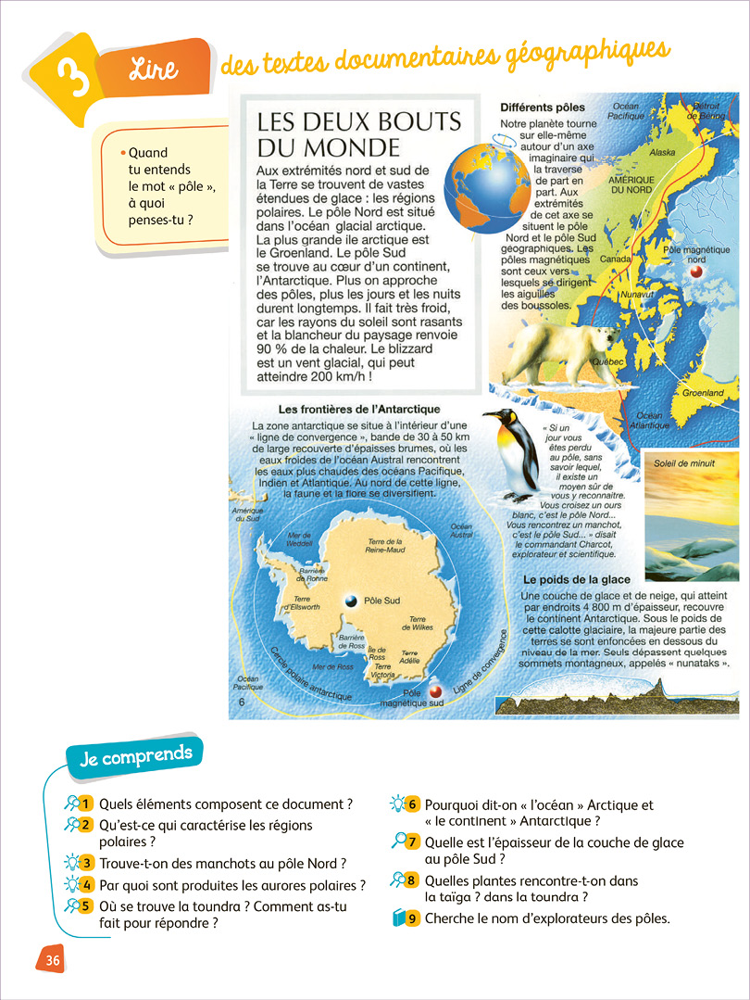 3
Lire
des textes documentaires géographiques
• Quand
tu entends
le mot « pôle »,
à quoi
penses-tu ?
LES DEUX BOUTS
DU MONDE
Aux extrémités nord et sud de
la Terre se trouvent de vastes
étendues de glace : les régions
polaires. Le pôle Nord est situé
dans l'océan glacial arctique.
La plus grande île arctique est
le Groenland. Le pôle Sud
se trouve au cœur d'un continent,
l'Antarctique. Plus on approche
des pôles, plus les jours et les nuits
durent longtemps. Il fait très froid,
car les rayons du soleil sont rasants
et la blancheur du paysage renvoie
90 % de la chaleur. Le blizzard
est un vent glacial, qui peut
atteindre 200 km/h !
Différents pôles
Notre planète tourne
sur elle-même
autour d'un axe
imaginaire qui
la traverse
de part en
part. Aux
extrémités
de cet axe se
situent le pôle
Nord et le pôle Sud
géographiques. Les
pôles magnétiques
sont ceux vers
lesquels se dirigent
les aiguilles
des boussoles.
Océan
Pacifique
Détroit
de Béring
Alaska
AMÉRIQUE
DU NORD
Pôle magnétique
nord
Canada
Nunavut
Québec
Groenland
Océan
Atlantique
Les frontières de l'Antarctique
La zone antarctique se situe à l'intérieur d'une
« ligne de convergence », bande de 30 à 50 km
de large recouverte d'épaisses brumes, où les
eaux froides de l'océan Austral rencontrent
les eaux plus chaudes des océans Pacifique,
Indien et Atlantique. Au nord de cette ligne,
la faune et la flore se diversifient.
« Si un
jour vous
êtes perdu
au pôle, sans
savoir lequel,
il existe un
moyen sûr de
vous y reconnaître.
Vous croisez un ours
blanc, c'est le pôle Nord...
Vous rencontrez un manchot,
c'est le pôle Sud... » disait
le commandant Charcot,
explorateur et scientifique.
Soleil de minuit
Amérique
du Sud
Mer de
Weddell
Terre de la
Reine-Maud
Océan
Austral
Barrière
de Ronne
Terre
d'Ellsworth
Pôle Sud
Terre
de Wilkes
Barrière
de Ross
Île de
Ross
Terre
Adélie
Mer de Ross
Terre
Victoria
Cercle polaire antarctique
Ligne de convergence
Océan
Pacifique
Pôle
magnétique sud
6
Le poids de la glace
Une couche de glace et de neige, qui atteint
par endroits 4 800 m d'épaisseur, recouvre
le continent Antarctique. Sous le poids de
cette calotte glaciaire, la majeure partie des
terres se sont enfoncées en dessous du
niveau de la mer. Seuls dépassent quelques
sommets montagneux, appelés « nunataks ».
Je comprends
1 Quels éléments composent ce document ?
2 Qu'est-ce qui caractérise les régions
polaires ?
3 Trouve-t-on des manchots au pôle Nord ?
4 Par quoi sont produites les aurores polaires ?
5 Où se trouve la toundra ? Comment as-tu
fait pour répondre ?
6 Pourquoi dit-on « l'océan » Arctique et
« le continent » Antarctique ?
7 Quelle est l'épaisseur de la couche de glace
au pôle Sud ?
8 Quelles plantes rencontre-t-on dans
la taïga ? dans la toundra ?
9 Cherche le nom d'explorateurs des pôles.
36